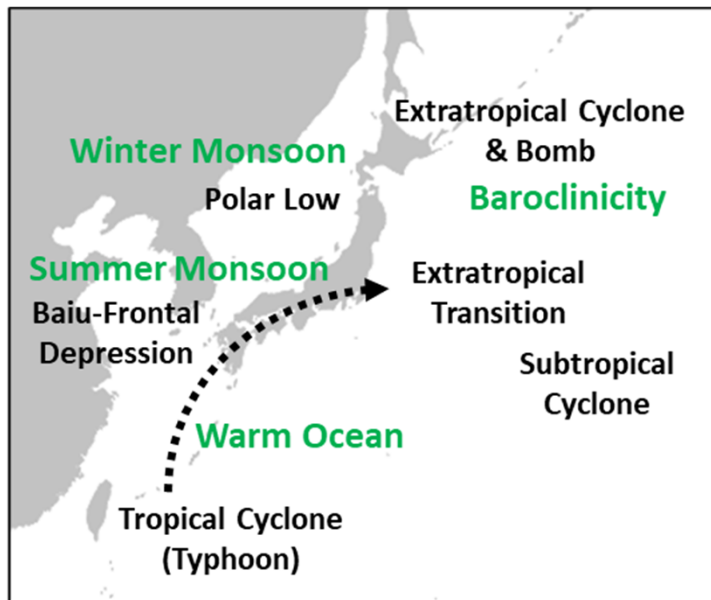 Extratropical Cyclone
& Bomb
Winter Monsoon
Polar Low
Baroclinicity
Summer Monsoon
Baiu-Frontal
Depression
Extratropical
Transition
Subtropical
Cyclone
Warm Ocean
Tropical Cyclone
(Typhoon)